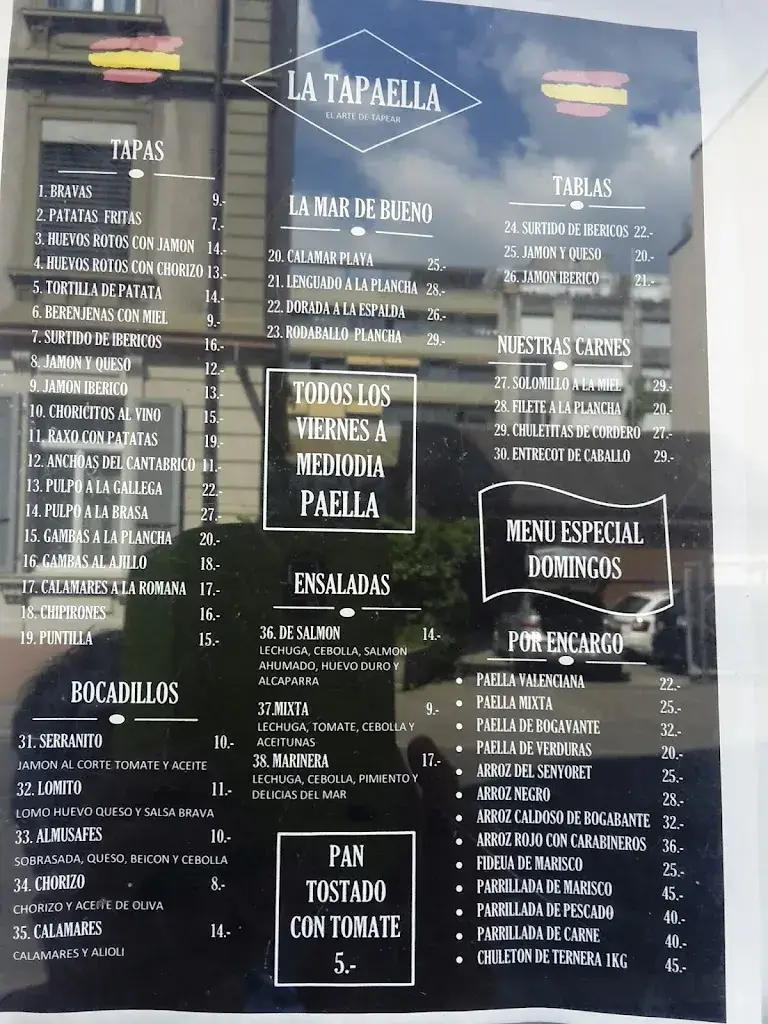 LA TAPAELLA
EL ARTE DE TAPEAR
TAPAS
1. BRAVAS 9.-
2. PATATAS FRITAS 7.-
3. HUEVOS ROTOS CON JAMON 14.-
4. HUEVOS ROTOS CON CHORIZO 13.-
5. TORTILLA DE PATATA 14.-
6. BERENJENAS CON MIEL 9.-
7. SURTIDO DE IBERICOS 16.-
8. JAMON Y QUESO 12.-
9. JAMON IBERICO 13.-
10. CHORICITOS AL VINO 15.-
11. RAXO CON PATATAS 19.-
12. ANCHOAS DEL CANTABRICO 11.-
13. PULPO A LA GALLEGA 22.-
14. PULPO A LA BRASA 27.-
15. GAMBAS A LA PLANCHA 20.-
16. GAMBAS AL AJILLO 18.-
17. CALAMARES A LA ROMANA 17.-
18. CHIPIRONES 16.-
19. PUNTILLA 15.-
BOCADILLOS
31. SERRANITO 10.-
JAMON AL CORTE TOMATE Y ACEITE
32. LOMITO 11.-
LOMO HUEVO QUESO Y SALSA BRAVA
33. ALMUSAFES 10.-
SOBRASADA, QUESO, BEICON Y CEBOLLA
34. CHORIZO 8.-
CHORIZO Y ACEITE DE OLIVA
35. CALAMARES 14.-
CALAMARES Y ALIOLI
LA MAR DE BUENO
20. CALAMAR PLAYA 25.-
21. LENGUADO A LA PLANCHA 28.-
22. DORADA A LA ESPALDA 26.-
23. RODABALLO PLANCHA 29.-
TODOS LOS
VIERNES A
MEDIODIA
PAELLA
ENSALADAS
36. DE SALMON 14.-
LECHUGA, CEBOLLA, SALMON
AHUMADO, HUEVO DURO Y
ALCAPARRA
37.MIXTA 9.-
LECHUGA, TOMATE, CEBOLLA Y
ACEITUNAS
38. MARINERA 17.-
LECHUGA, CEBOLLA, PIMIENTO Y
DELICIAS DEL MAR
PAN
TOSTADO
CON TOMATE
5.-
TABLAS
24. SURTIDO DE IBERICOS 22.-
25. JAMON Y QUESO 20.-
26. JAMON IBERICO 21.-
NUESTRAS CARNES
27. SOLOMILLO A LA MIEL 29.-
28. FILETE A LA PLANCHA 20.-
29. CHULETITAS DE CORDERO 27.-
30. ENTRECOT DE CABALLO 29.-
MENU ESPECIAL
DOMINGOS
POR ENCARGO
• PAELLA VALENCIANA 22.-
• PAELLA MIXTA 25.-
• PAELLA DE BOGAVANTE 32.-
• PAELLA DE VERDURAS 20.-
• ARROZ DEL SENYORET 25.-
• ARROZ NEGRO 28.-
• ARROZ CALDOSO DE BOGABANTE 32.-
• ARROZ ROJO CON CARABINEROS 36.-
• FIDEUA DE MARISCO 25.-
• PARRILLADA DE MARISCO 45.-
• PARRILLADA DE PESCADO 40.-
• PARRILLADA DE CARNE 40.-
• CHULETON DE TERNERA 1KG 45.-